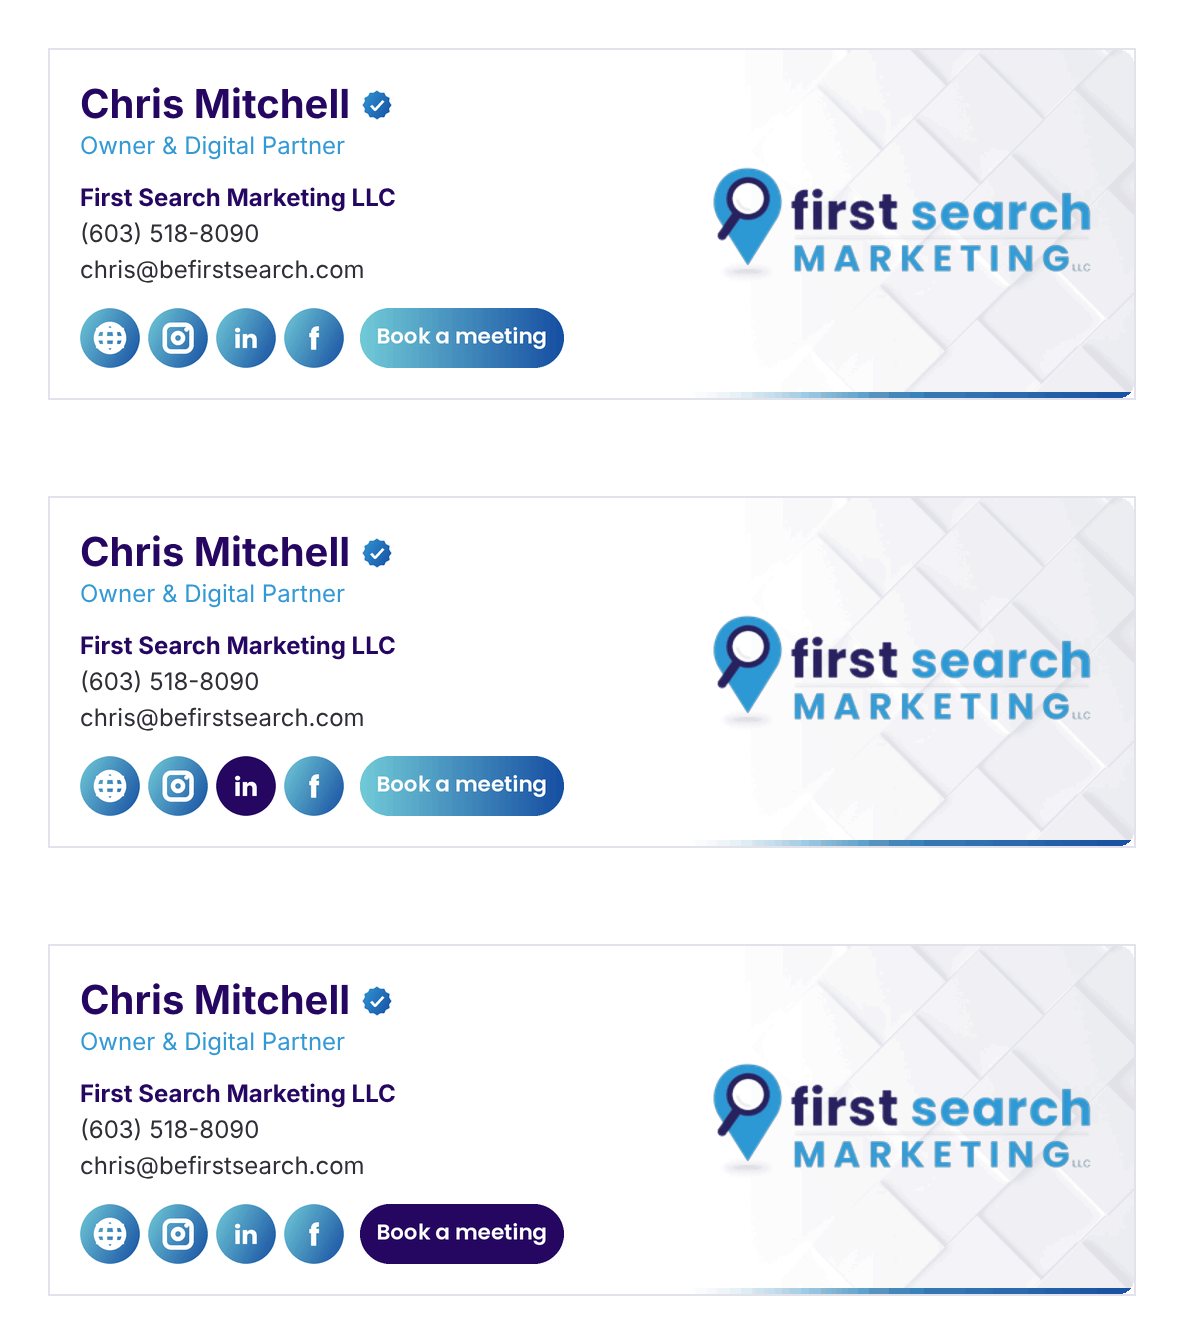 Chris Mitchell
Owner & Digital Partner
First Search Marketing LLC
(603) 518-8090
chris@befirstsearch.com
in
f
Book a meeting
first search
MARKETING LLC
Chris Mitchell
Owner & Digital Partner
First Search Marketing LLC
(603) 518-8090
chris@befirstsearch.com
in
f
Book a meeting
first search
MARKETING LLC
Chris Mitchell
Owner & Digital Partner
First Search Marketing LLC
(603) 518-8090
chris@befirstsearch.com
in
f
Book a meeting
first search
MARKETING LLC